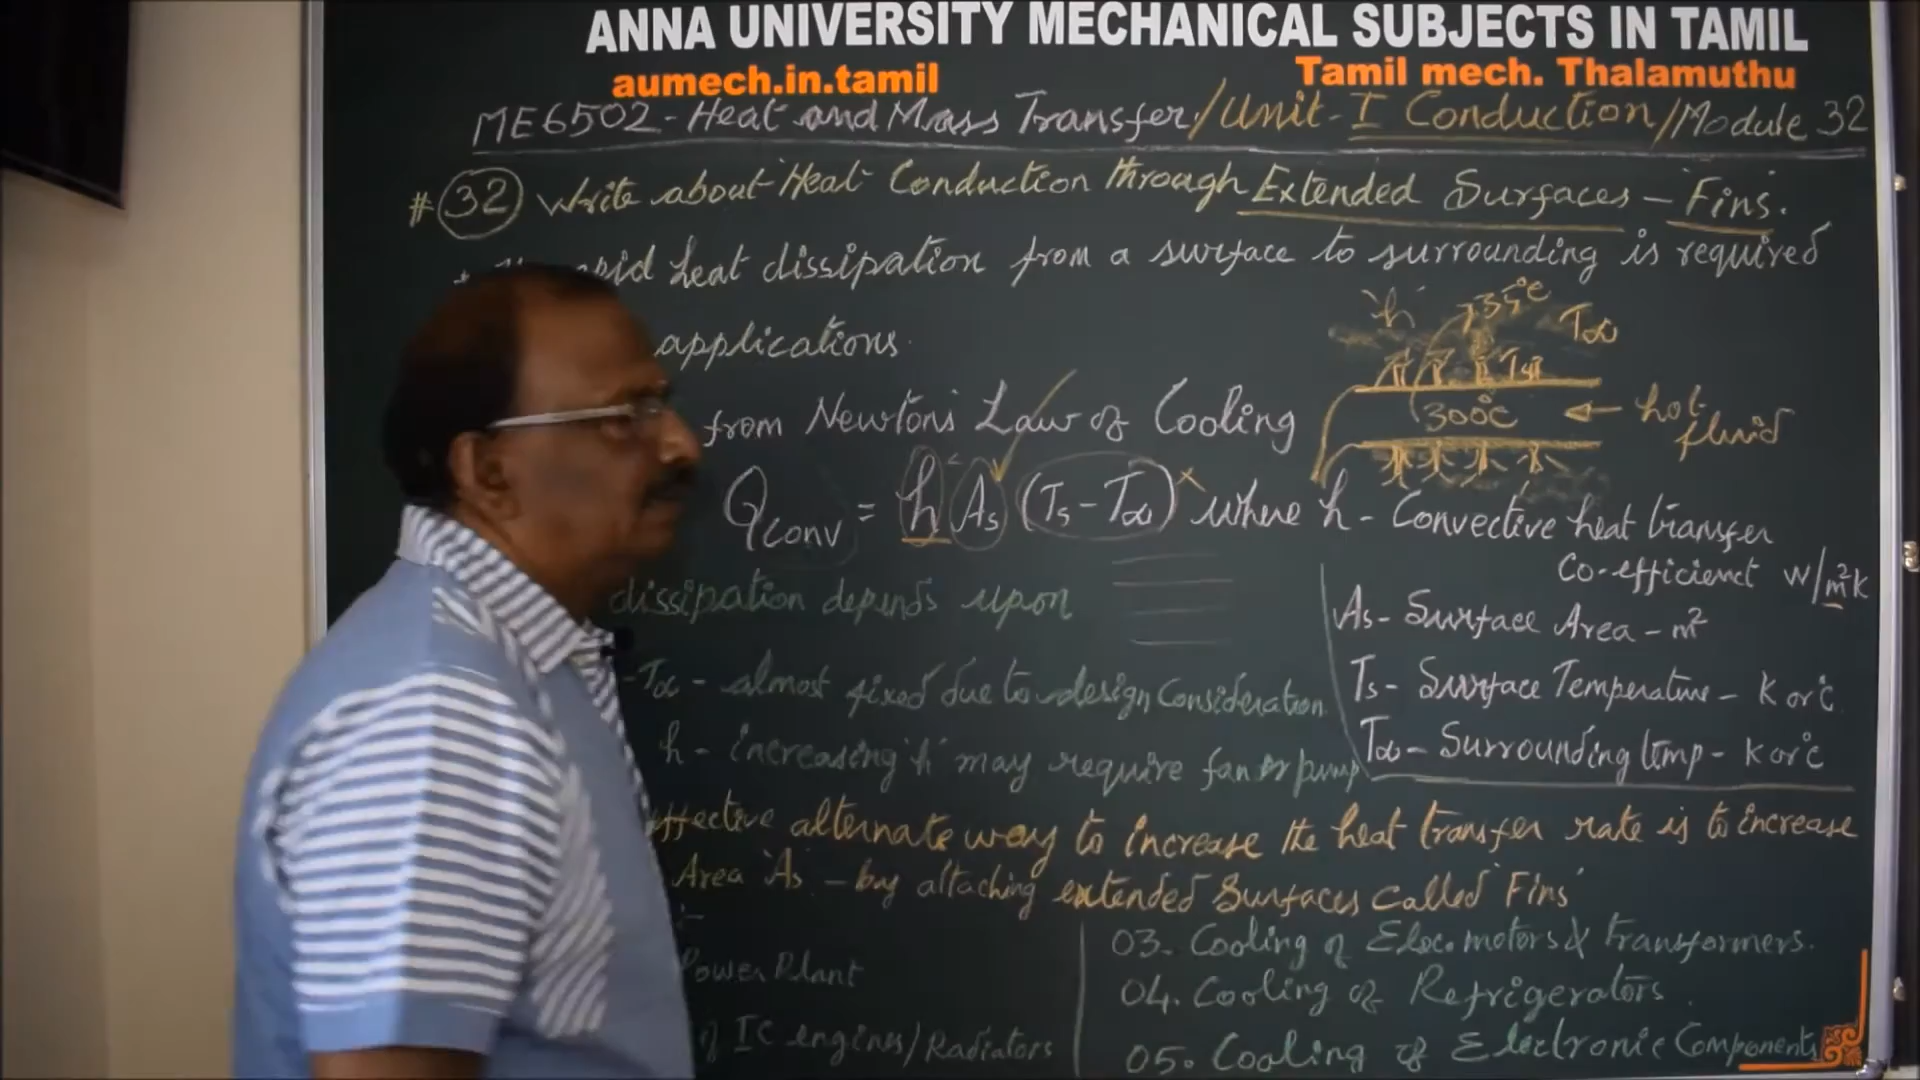 ANNA UNIVERSITY MECHANICAL SUBJECTS IN TAMIL
aumech.in.tamil
Tamil mech. Thalamuthu
ME6502 - Heat and Mass Transfer/Unit-I Conduction/Module 32
# 32 Write about Heat Conduction through Extended Surfaces - 'Fins'.
heat dissipation from a surface to surrounding is required
applications.
'h' 35°C T∞
300°C ← hot fluid
from Newton's Law of Cooling
Qconv = h As (Ts - T∞) where h - Convective heat transfer
Co-efficient W/m²K
As - Surface Area - m²
Ts - Surface Temperature - K or °C
T∞ - Surrounding temp - K or °C
dissipation depends upon
-T∞ - almost fixed due to design Consideration
h - increasing 'h' may require fan or pump
effective alternate way to increase the heat transfer rate is to increase
Area 'As' - by attaching extended Surfaces called 'Fins'
:-
Power Plant
of IC engines/Radiators
03. Cooling of Elec. motors & transformers.
04. Cooling of Refrigerators.
05. Cooling of Electronic Components